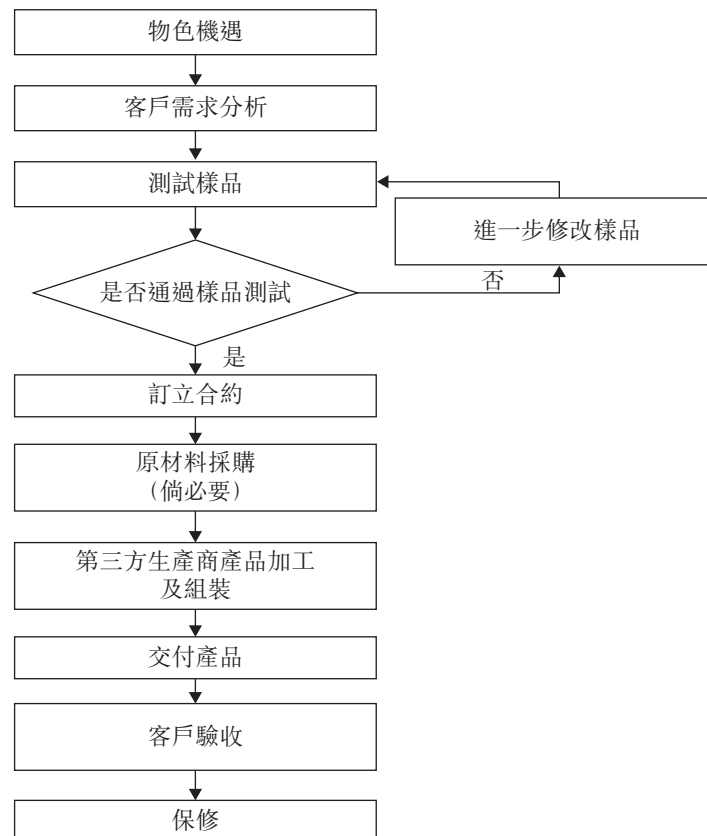 物色機遇
客戶需求分析
測試樣品
進一步修改樣品
是否通過樣品測試
否
是
訂立合約
原材料採購
(倘必要)
第三方生產商產品加工
及組裝
交付產品
客戶驗收
保修